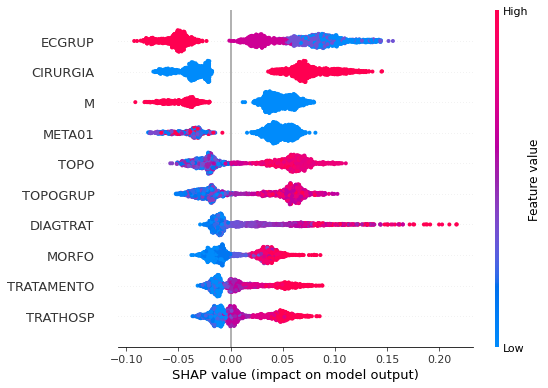 High
ECGRUP
CIRURGIA
M
META01
TOPO
TOPOGRUP
DIAGTRAT
MORFO
TRATAMENTO
TRATHOSP
Feature value
Low
−0.10 −0.05 0.00 0.05 0.10 0.15 0.20
SHAP value (impact on model output)